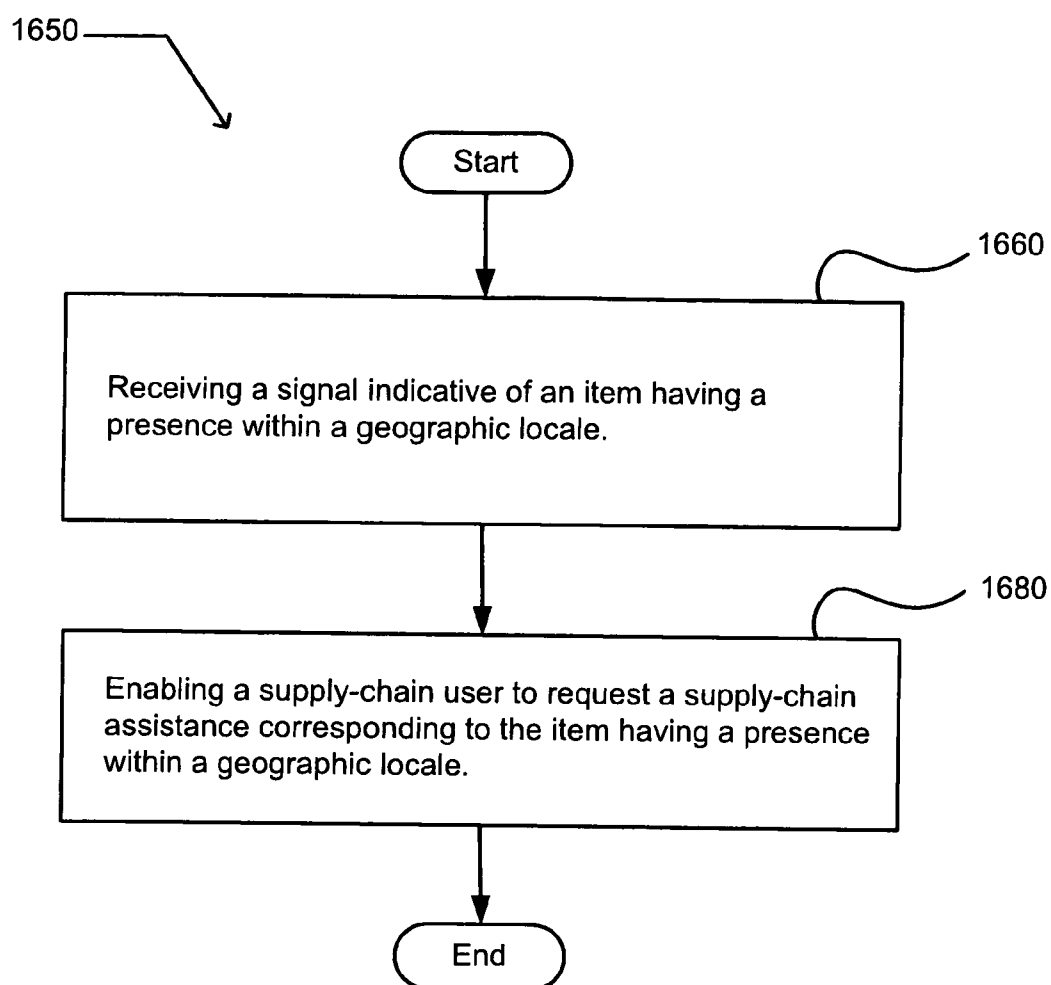 1650
Start
1660
Receiving a signal indicative of an item having a
presence within a geographic locale.
1680
Enabling a supply-chain user to request a supply-chain
assistance corresponding to the item having a presence
within a geographic locale.
End